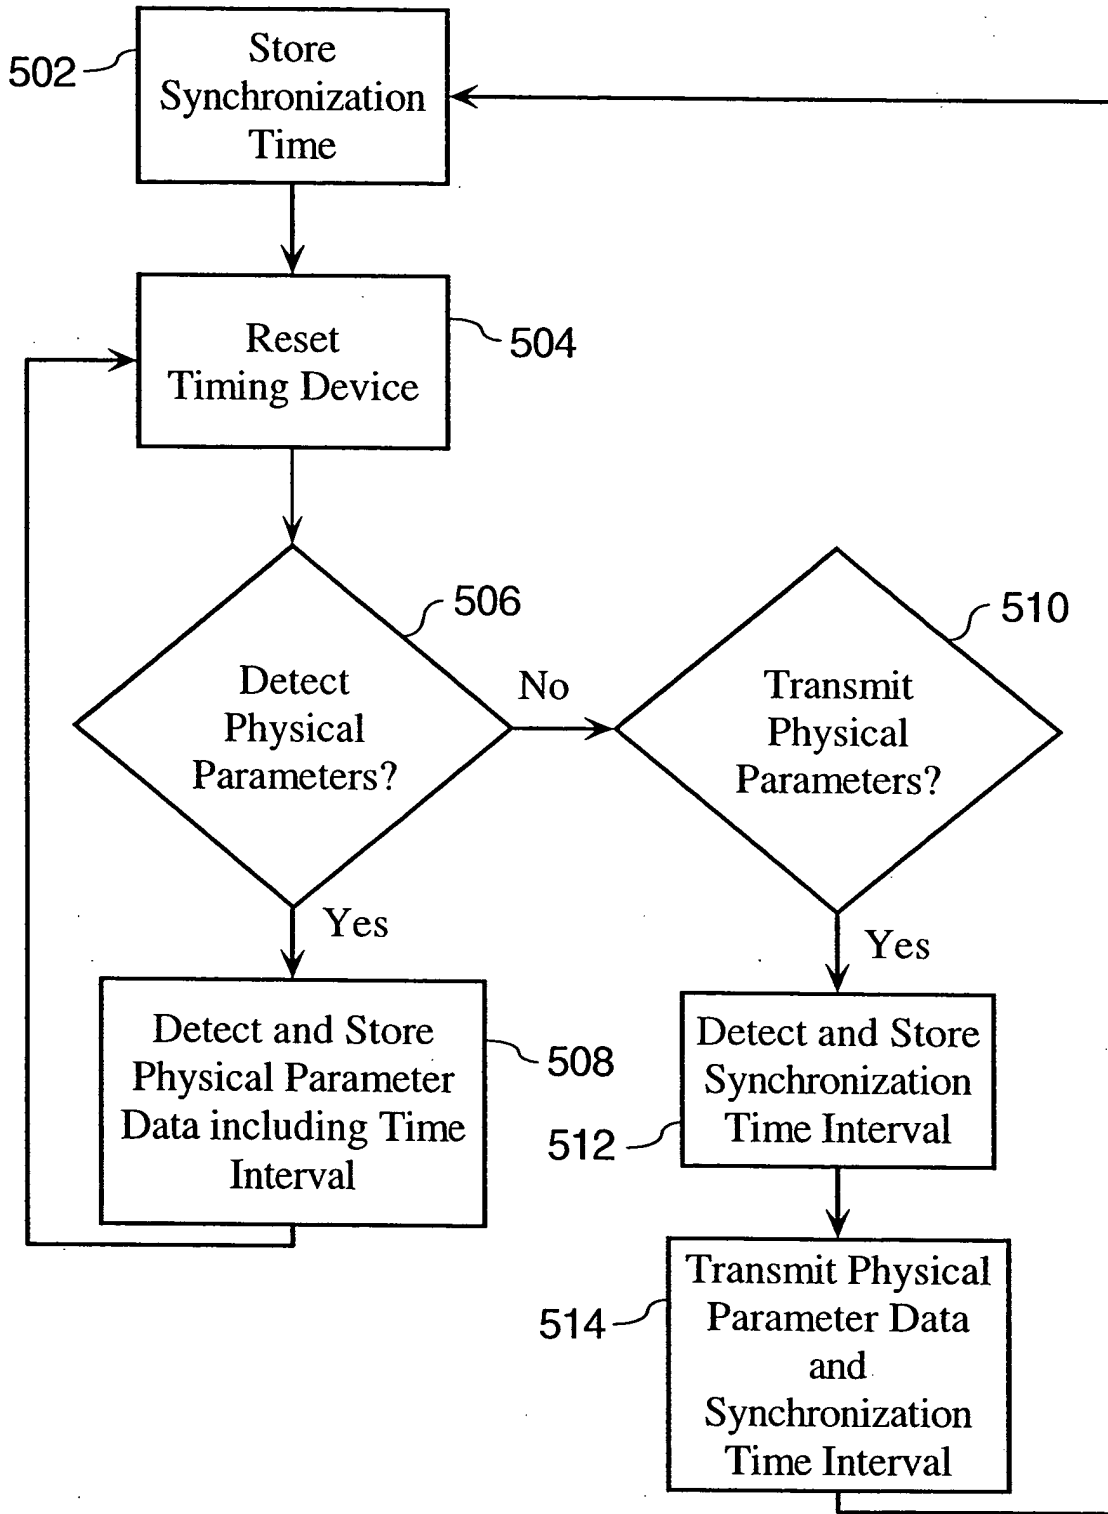 502
Store
Synchronization
Time
Reset
Timing Device
504
506
Detect
Physical
Parameters?
No
510
Transmit
Physical
Parameters?
Yes
Yes
Detect and Store
Physical Parameter
Data including Time
Interval
508
Detect and Store
Synchronization
Time Interval
512
Transmit Physical
Parameter Data
and
Synchronization
Time Interval
514